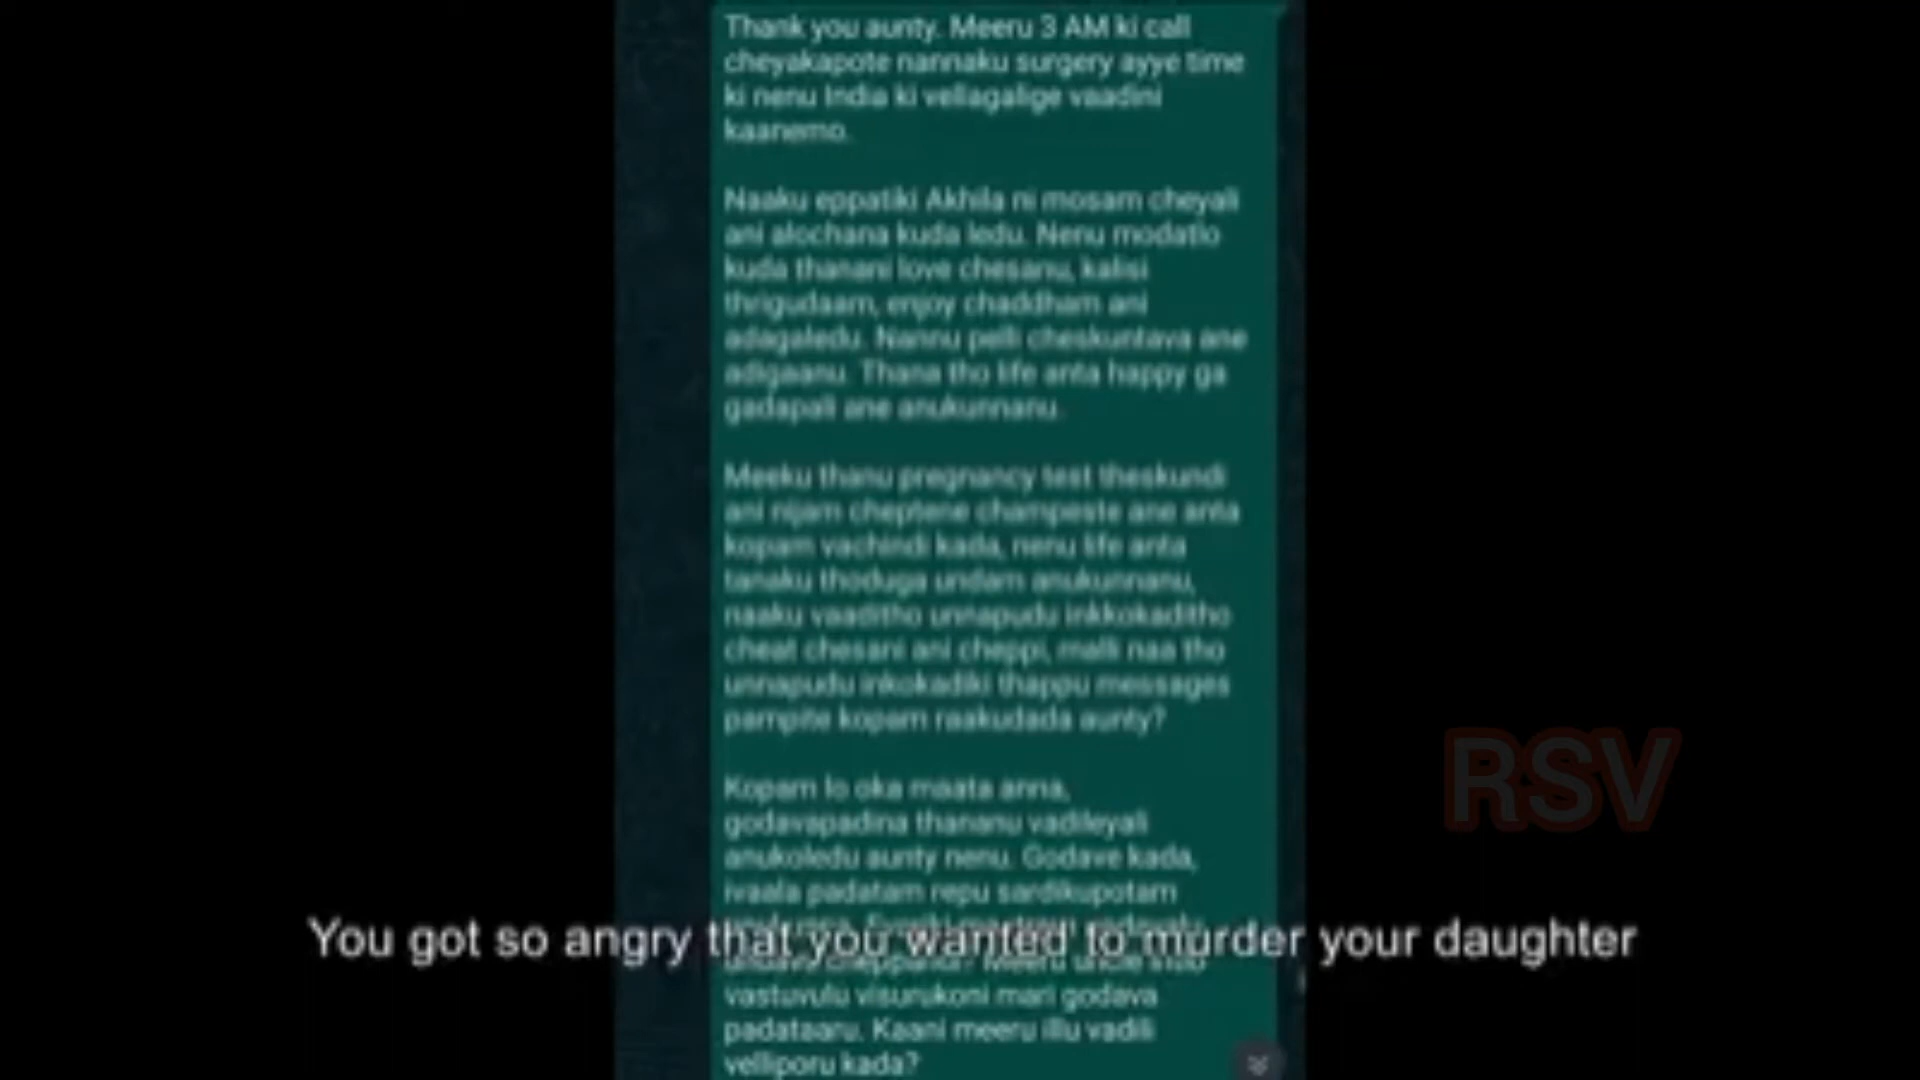 Thank you aunty. Meeru 3 AM ki call
cheyakapote nannaku surgery ayye time
ki nenu India ki vellagalige vaadini
kaanemo.
Naaku eppatiki Akhila ni mosam cheyali
ani alochana kuda ledu. Nenu modatlo
kuda thanani love chesanu, kalisi
thrigudaam, enjoy chaddham ani
adagaledu. Nannu pelli cheskuntava ane
adigaanu. Thana tho life anta happy ga
gadapali ane anukunnanu.
Meeku thanu pregnancy test theskundi
ani nijam cheptene champeste ane anta
kopam vachindi kada, nenu life anta
tanaku thoduga undam anukunnanu,
naaku vaaditho unnapudu inkkokaditho
cheat chesani ani cheppi, malli naa tho
unnapudu inkokadiki thappu messages
pampite kopam raakudada aunty?
Kopam lo oka maata anna,
godavapadina thananu vadileyali
anukoledu aunty nenu. Godave kada,
ivaala padatam repu sardikupotam
You got so angry that you wanted to murder your daughter
vastuvulu visurukoni mari godava
padataaru. Kaani meeru illu vadili
velliporu kada?
RSV